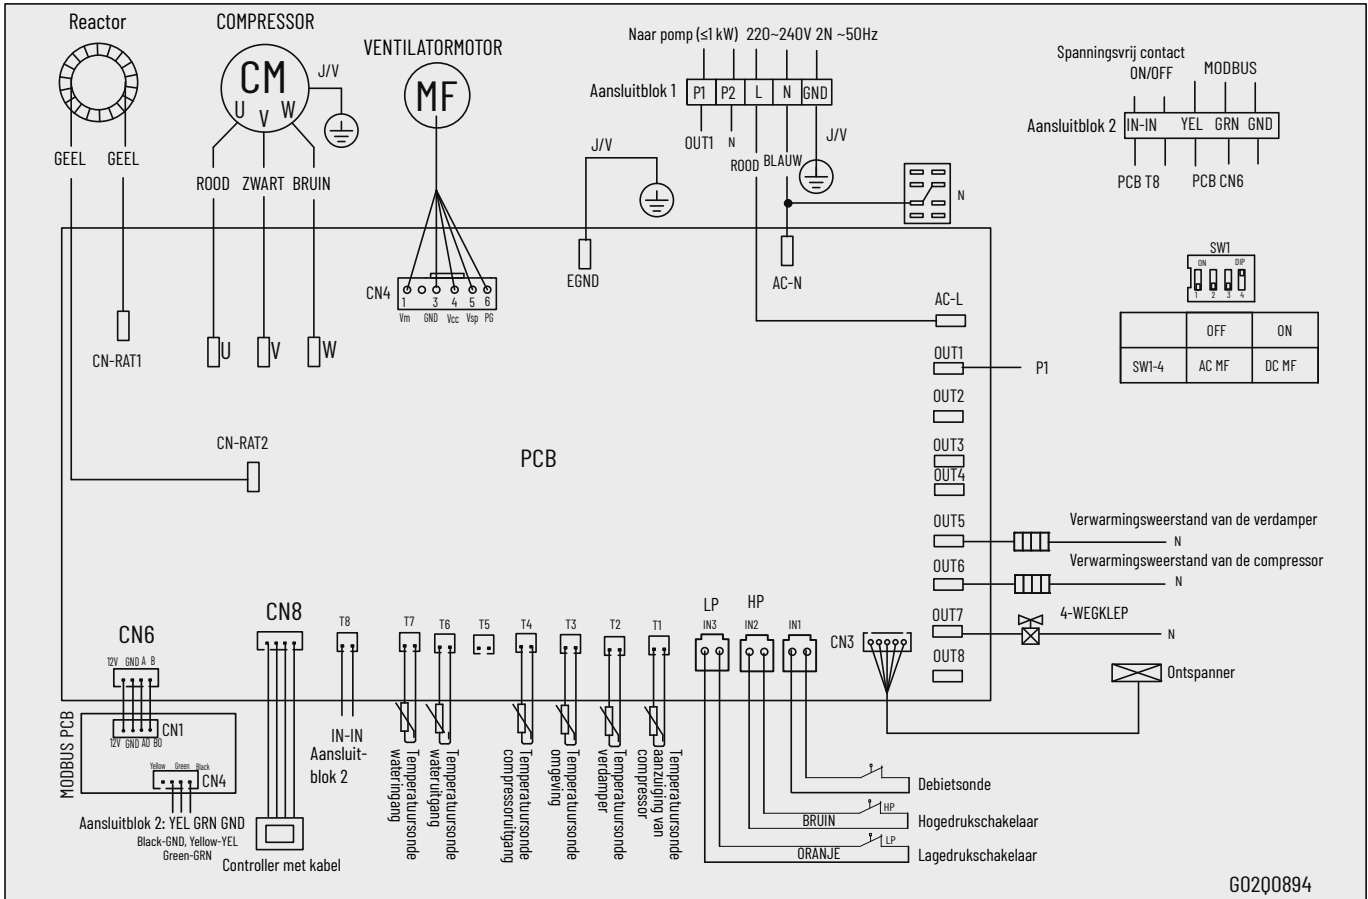 Reactor
COMPRESSOR
VENTILATORMOTOR
CM
U V W
J/V
MF
GEEL GEEL
ROOD ZWART BRUIN
Naar pomp (≤1 kW) 220~240V 2N ~50Hz
Aansluitblok 1 P1 P2 L N GND
OUT1 N
ROOD BLAUW
J/V
J/V
N
Spanningsvrij contact
ON/OFF
MODBUS
Aansluitblok 2 IN-IN YEL GRN GND
PCB T8 PCB CN6
SW1
ON DIP
1 2 3 4
OFF ON
SW1-4 AC MF DC MF
CN4
1 3 4 5 6
Vm GND Vcc Vsp PG
EGND
AC-N
AC-L
CN-RAT1
U V W
CN-RAT2
PCB
OUT1
P1
OUT2
OUT3
OUT4
OUT5
Verwarmingsweerstand van de verdamper
N
OUT6
Verwarmingsweerstand van de compressor
N
OUT7
4-WEGKLEP
N
OUT8
Ontspanner
CN6
12V GND A B
CN8
T8
T7
T6
T5
T4
T3
T2
T1
LP
IN3
HP
IN2
IN1
CN3
MODBUS PCB
CN1
12V GND A0 B0
Yellow Green Black
CN4
Aansluitblok 2: YEL GRN GND
Black-GND, Yellow-YEL
Green-GRN
Controller met kabel
IN-IN
Aansluit-
blok 2
Temperatuursonde
wateringang
Temperatuursonde
wateruitgang
Temperatuursonde
compressoruitgang
Temperatuursonde
omgeving
Temperatuursonde
verdamper
Temperatuursonde
aanzuiging van
compressor
Debietsonde
HP
BRUIN
Hogedrukschakelaar
LP
ORANJE
Lagedrukschakelaar
G02Q0894